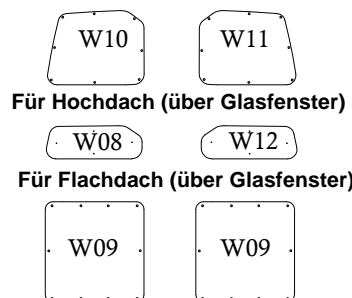 W10 W11
Für Hochdach (über Glasfenster)
W08 W12
Für Flachdach (über Glasfenster)
W09 W09